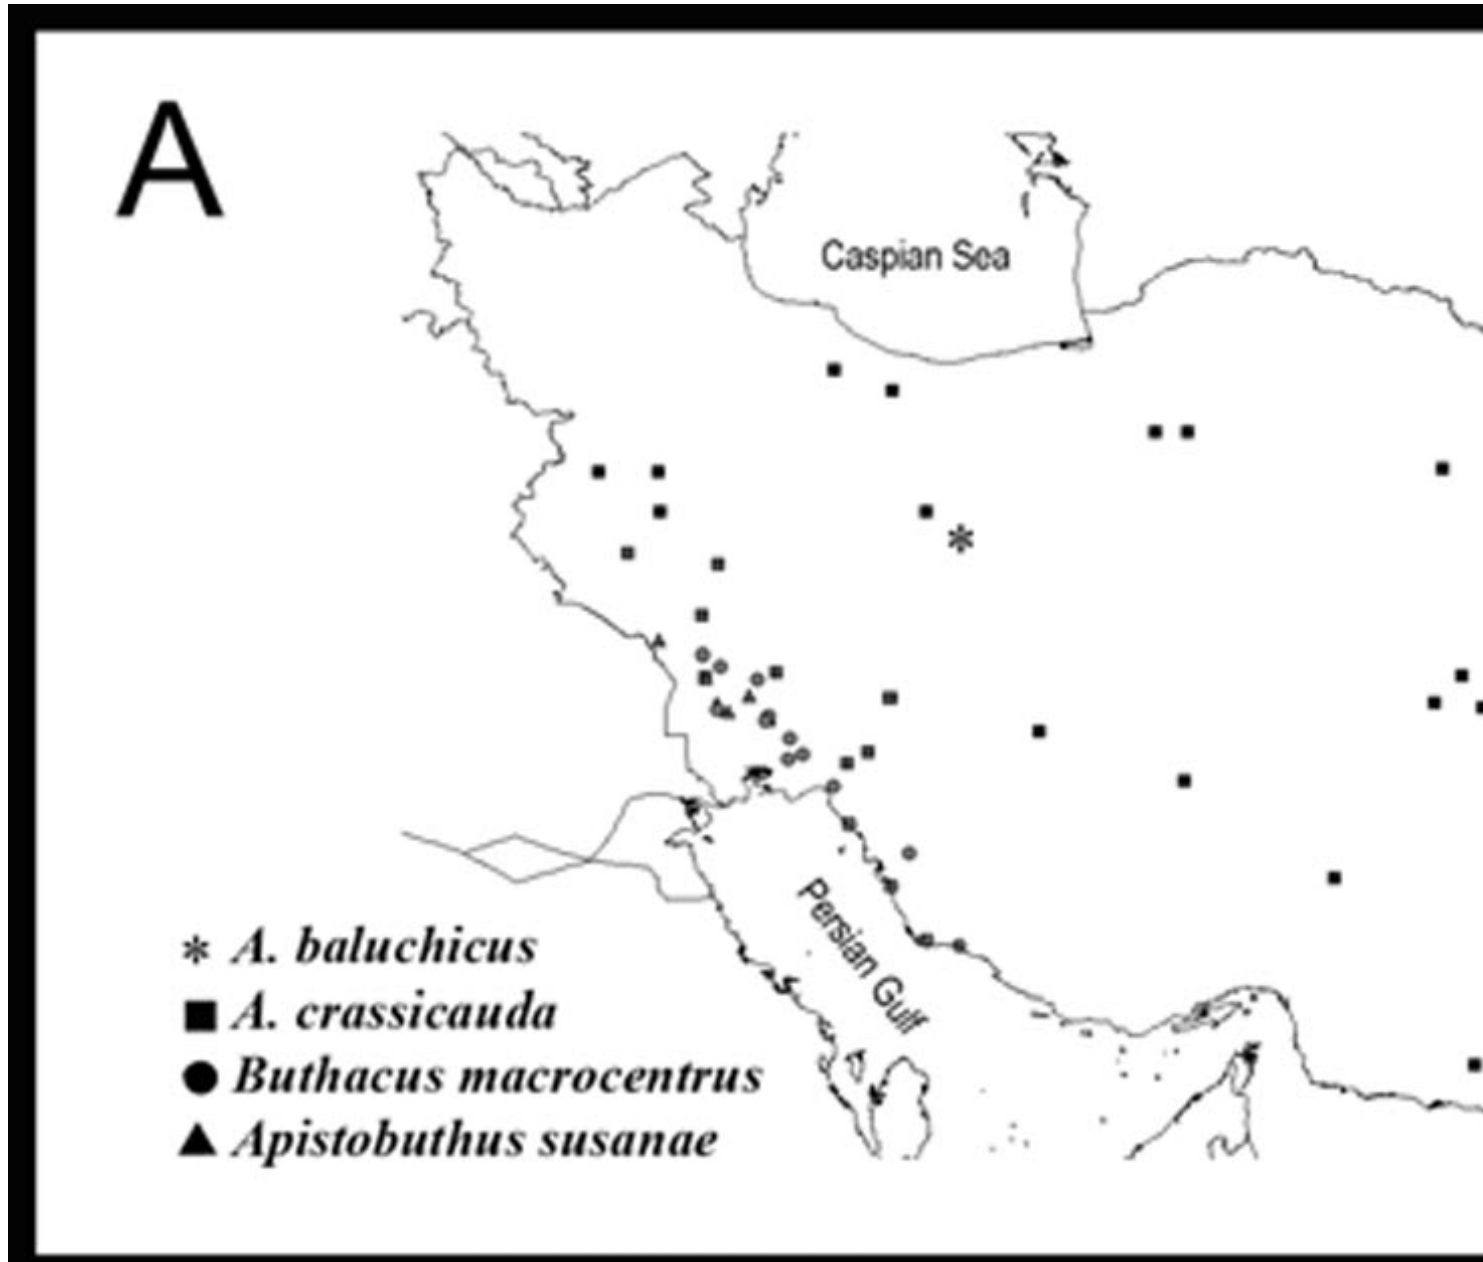 A
Caspian Sea
Persian Gulf
* A. baluchicus
A. crassicauda
Buthacus macrocentrus
Apistobuthus susanae